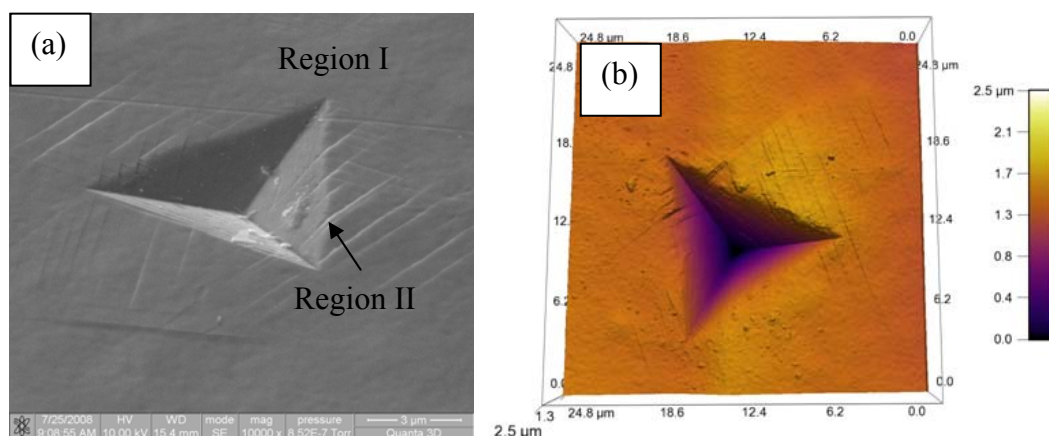 (a)
Region I
Region II
7/25/2008 HV WD mode mag pressure 3 µm
9:08:55 AM 10.00 kV 15.4 mm SE 10000 x 8.52E-7 Torr Quanta 3D
(b)
24.8 µm 18.6 12.4 6.2 0.0
24.8 24.8 µm
18. 18.6
12. 12.4
6.2 6.2
0.0 0.0
1.3 24.8 µm 18.6 12.4 6.2 0.0
2.5 µm
2.5 µm
2.1
1.7
1.3
0.8
0.4
0.0